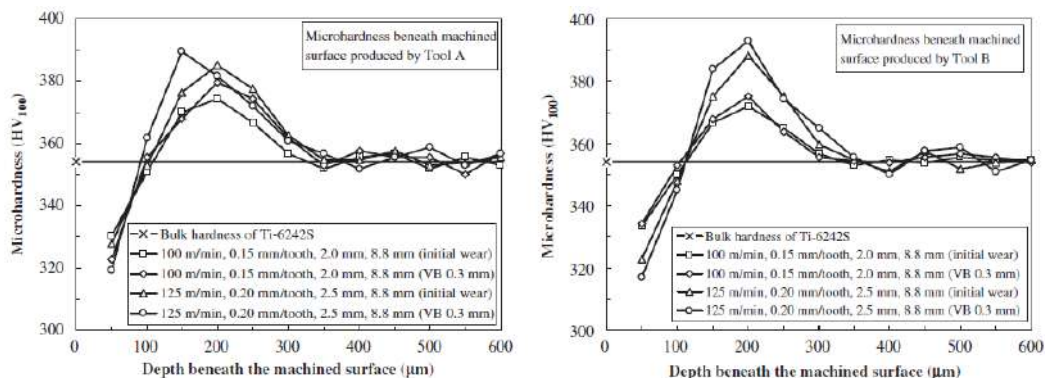 400
380
360
340
320
300
Microhardness (HV100)
Microhardness beneath machined
surface produced by Tool A
Bulk hardness of Ti-6242S
100 m/min, 0.15 mm/tooth, 2.0 mm, 8.8 mm (initial wear)
100 m/min, 0.15 mm/tooth, 2.0 mm, 8.8 mm (VB 0.3 mm)
125 m/min, 0.20 mm/tooth, 2.5 mm, 8.8 mm (initial wear)
125 m/min, 0.20 mm/tooth, 2.5 mm, 8.8 mm (VB 0.3 mm)
0 100 200 300 400 500 600
Depth beneath the machined surface (μm)
400
380
360
340
320
300
Microhardness (HV100)
Microhardness beneath machined
surface produced by Tool B
Bulk hardness of Ti-6242S
100 m/min, 0.15 mm/tooth, 2.0 mm, 8.8 mm (initial wear)
100 m/min, 0.15 mm/tooth, 2.0 mm, 8.8 mm (VB 0.3 mm)
125 m/min, 0.20 mm/tooth, 2.5 mm, 8.8 mm (initial wear)
125 m/min, 0.20 mm/tooth, 2.5 mm, 8.8 mm (VB 0.3 mm)
0 100 200 300 400 500 600
Depth beneath the machined surface (μm)